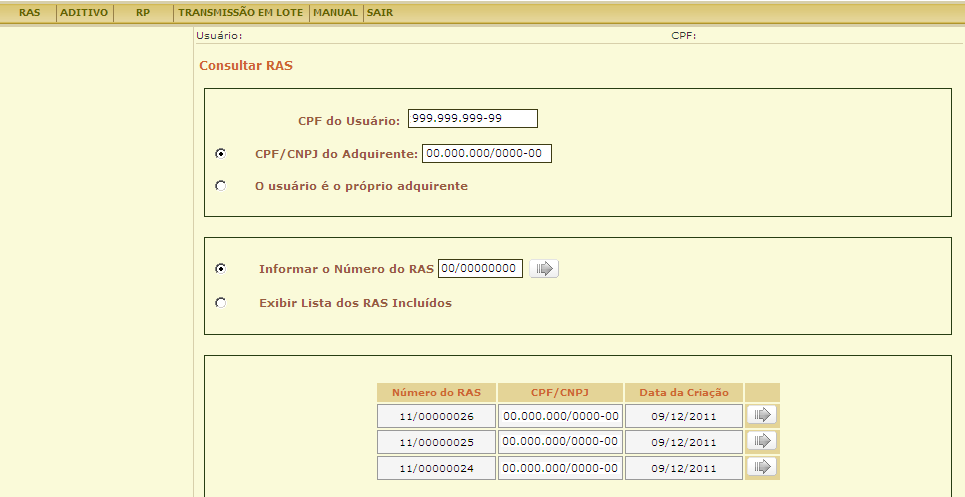 RAS ADITIVO RP TRANSMISSÃO EM LOTE MANUAL SAIR
Usuário: CPF:
Consultar RAS
CPF do Usuário: 999.999.999-99
CPF/CNPJ do Adquirente: 00.000.000/0000-00
O usuário é o próprio adquirente
Informar o Número do RAS 00/00000000
Exibir Lista dos RAS Incluídos
Número do RAS CPF/CNPJ Data da Criação
11/00000026 00.000.000/0000-00 09/12/2011
11/00000025 00.000.000/0000-00 09/12/2011
11/00000024 00.000.000/0000-00 09/12/2011